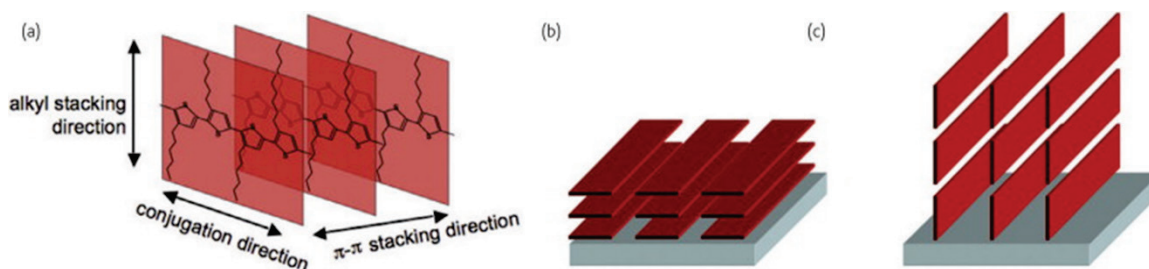 (a)
alkyl stacking
direction
conjugation direction
π-π stacking direction
(b)
(c)